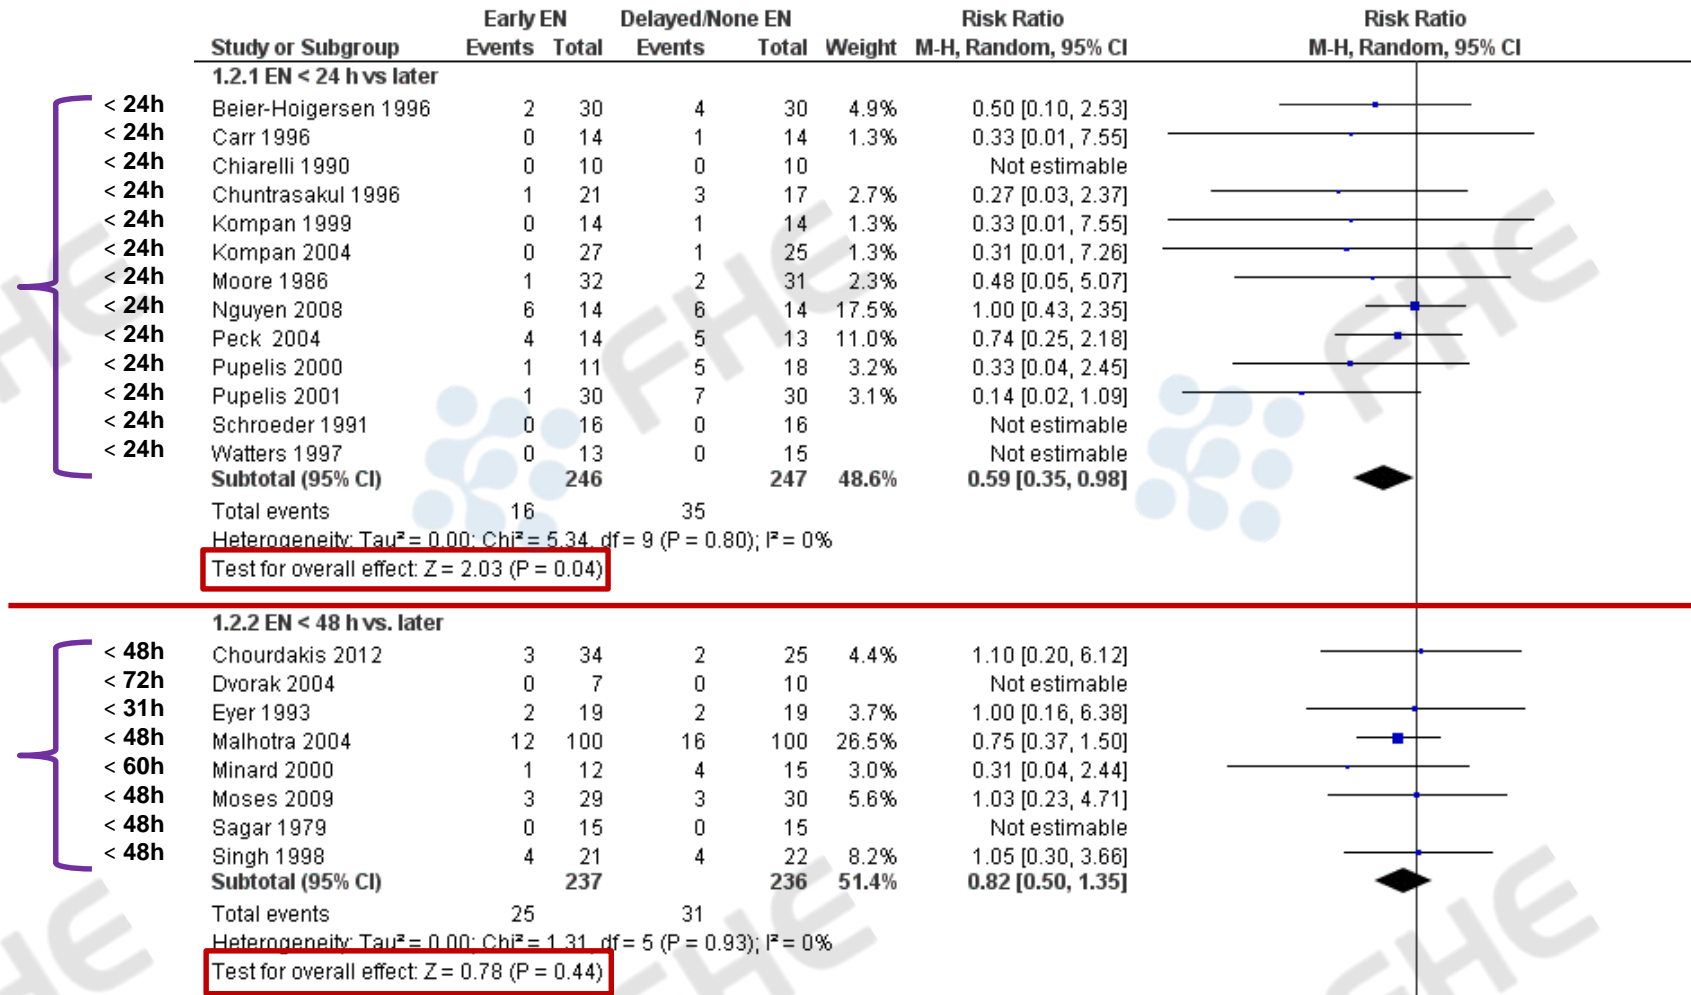 Early EN Delayed/None EN Risk Ratio Risk Ratio
Study or Subgroup Events Total Events Total Weight M-H, Random, 95% CI M-H, Random, 95% CI
1.2.1 EN < 24 h vs later
< 24h Beier-Hoigersen 1996 2 30 4 30 4.9% 0.50 [0.10, 2.53]
< 24h Carr 1996 0 14 1 14 1.3% 0.33 [0.01, 7.55]
< 24h Chiarelli 1990 0 10 0 10 Not estimable
< 24h Chuntrasakul 1996 1 21 3 17 2.7% 0.27 [0.03, 2.37]
< 24h Kompan 1999 0 14 1 14 1.3% 0.33 [0.01, 7.55]
< 24h Kompan 2004 0 27 1 25 1.3% 0.31 [0.01, 7.26]
< 24h Moore 1986 1 32 2 31 2.3% 0.48 [0.05, 5.07]
< 24h Nguyen 2008 6 14 6 14 17.5% 1.00 [0.43, 2.35]
< 24h Peck 2004 4 14 5 13 11.0% 0.74 [0.25, 2.18]
< 24h Pupelis 2000 1 11 5 18 3.2% 0.33 [0.04, 2.45]
< 24h Pupelis 2001 1 30 7 30 3.1% 0.14 [0.02, 1.09]
< 24h Schroeder 1991 0 16 0 16 Not estimable
< 24h Watters 1997 0 13 0 15 Not estimable
Subtotal (95% CI) 246 247 48.6% 0.59 [0.35, 0.98]
Total events 16 35
Heterogeneity: Tau² = 0.00; Chi² = 5.34, df = 9 (P = 0.80); I² = 0%
Test for overall effect: Z = 2.03 (P = 0.04)
1.2.2 EN < 48 h vs. later
< 48h Chourdakis 2012 3 34 2 25 4.4% 1.10 [0.20, 6.12]
< 72h Dvorak 2004 0 7 0 10 Not estimable
< 31h Eyer 1993 2 19 2 19 3.7% 1.00 [0.16, 6.38]
< 48h Malhotra 2004 12 100 16 100 26.5% 0.75 [0.37, 1.50]
< 60h Minard 2000 1 12 4 15 3.0% 0.31 [0.04, 2.44]
< 48h Moses 2009 3 29 3 30 5.6% 1.03 [0.23, 4.71]
< 48h Sagar 1979 0 15 0 15 Not estimable
< 48h Singh 1998 4 21 4 22 8.2% 1.05 [0.30, 3.66]
Subtotal (95% CI) 237 236 51.4% 0.82 [0.50, 1.35]
Total events 25 31
Heterogeneity: Tau² = 0.00; Chi² = 1.31, df = 5 (P = 0.93); I² = 0%
Test for overall effect: Z = 0.78 (P = 0.44)
FHE
FHE
FHE
FHE
FHE
FHE